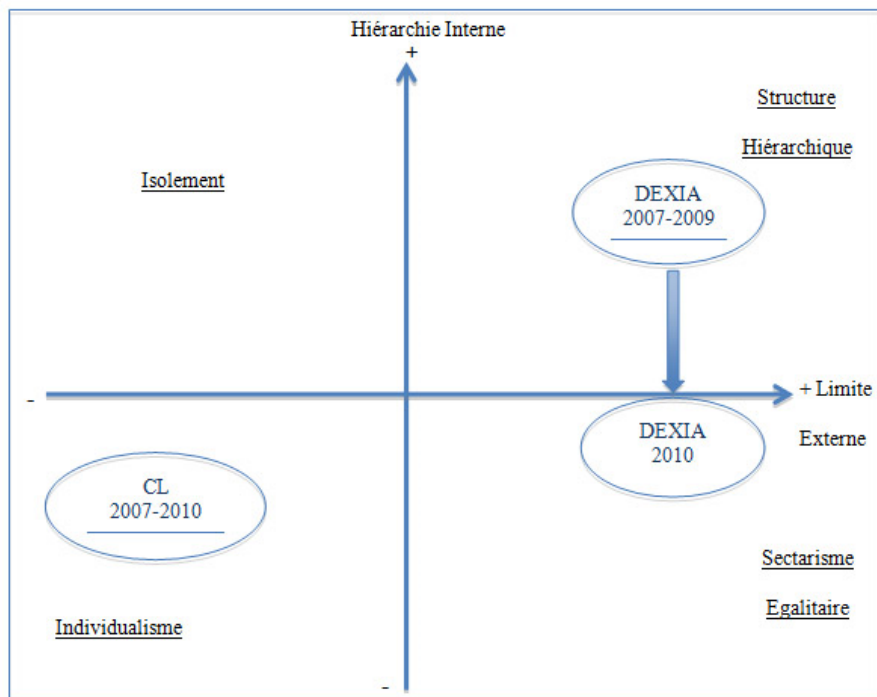 Hiérarchie Interne
+
Structure
Hiérarchique
Isolement
DEXIA
2007-2009
-
+ Limite
Externe
DEXIA
2010
CL
2007-2010
Sectarisme
Egalitaire
Individualisme
-